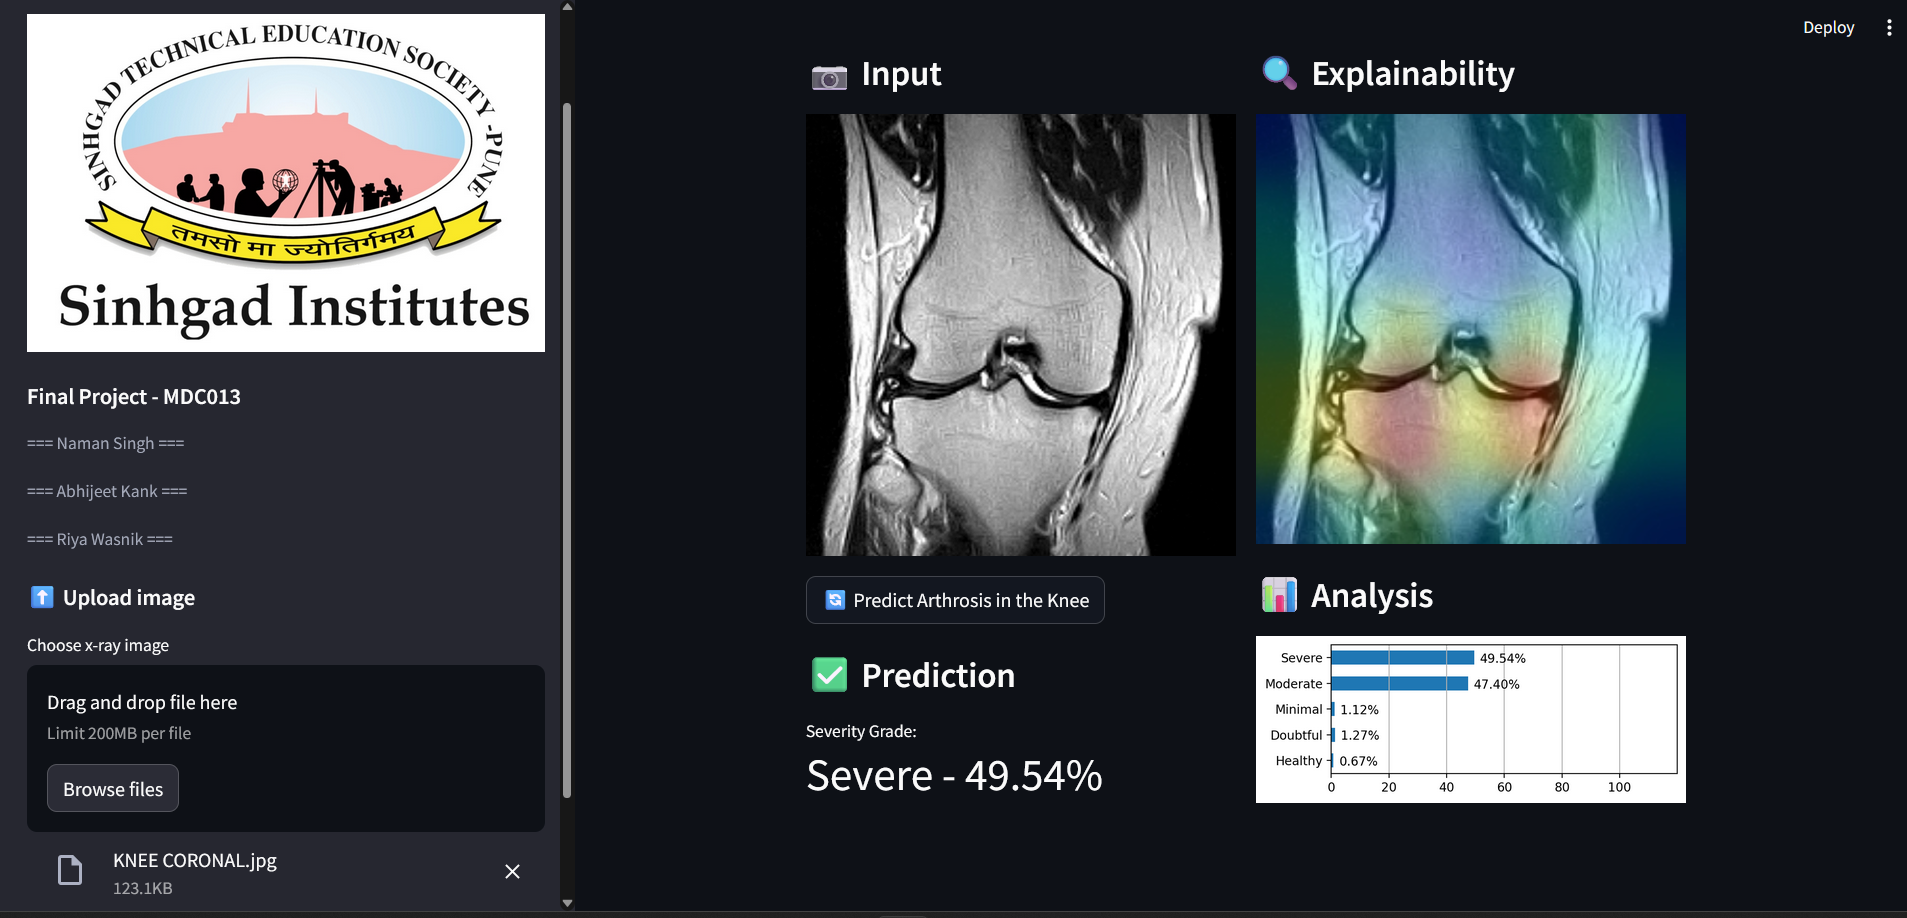 SINHGAD TECHNICAL EDUCATION SOCIETY - PUNE
तमसो मा ज्योतिर्गमय
Sinhgad Institutes
Final Project - MDC013
=== Naman Singh ===
=== Abhijeet Kank ===
=== Riya Wasnik ===
Upload image
Choose x-ray image
Drag and drop file here
Limit 200MB per file
Browse files
KNEE CORONAL.jpg
123.1KB
Deploy
Input
Predict Arthrosis in the Knee
Prediction
Severity Grade:
Severe - 49.54%
Explainability
Analysis
Severe 49.54%
Moderate 47.40%
Minimal 1.12%
Doubtful 1.27%
Healthy 0.67%
0 20 40 60 80 100